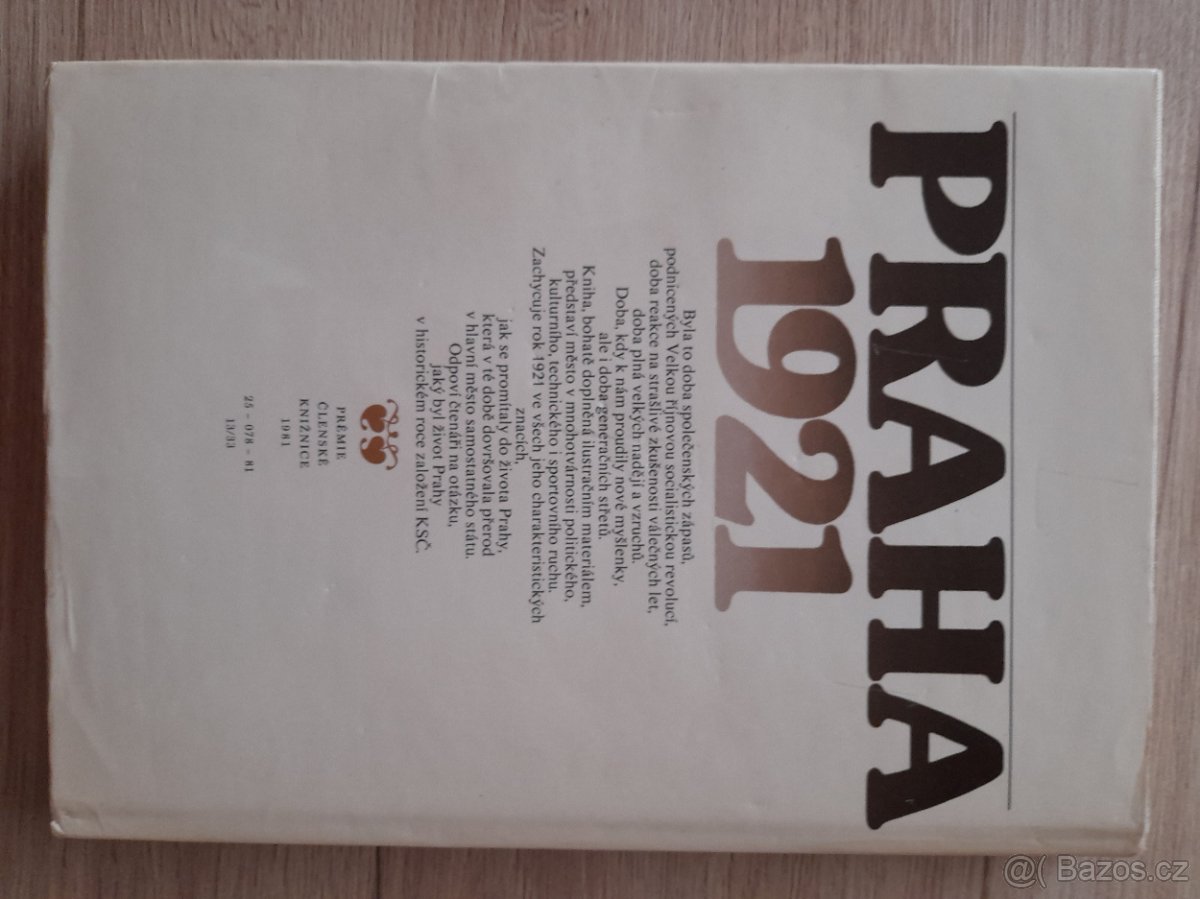 PRAHA
1921
Byla to doba společenských zápasů,
podnícených Velkou říjnovou socialistickou revolucí,
doba reakce na strašlivé zkušenosti válečných let,
doba plná velkých nadějí a vzruchů.
Doba, kdy k nám proudily nové myšlenky,
ale i doba generačních střetů.
Kniha, bohatě doplněná ilustračním materiálem,
představí město v mnohotvárnosti politického,
kulturního, technického i sportovního ruchu.
Zachycuje rok 1921 ve všech jeho charakteristických
znacích,
jak se promítaly do života Prahy,
která v té době dovršovala přerod
v hlavní město samostatného státu.
Odpoví čtenáři na otázku,
jaký byl život Prahy
v historickém roce založení KSČ.
PRÉMIE
ČLENSKÉ
KNIŽNICE
1981
25 – 078 – 81
13/33
@( Bazos.cz